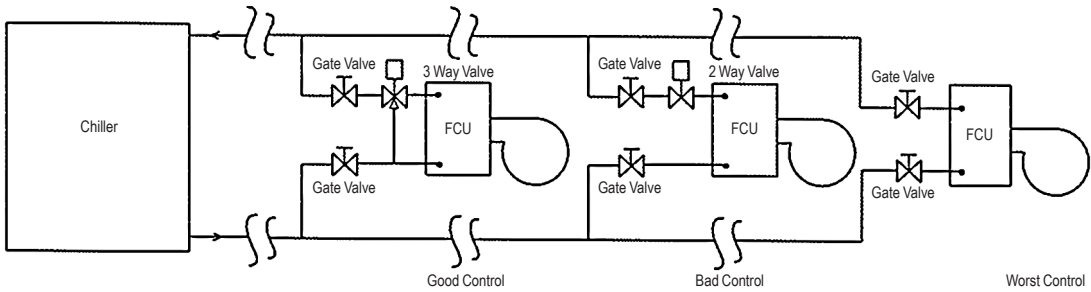 Chiller
Gate Valve
3 Way Valve
FCU
Gate Valve
Good Control
Gate Valve
2 Way Valve
FCU
Gate Valve
Bad Control
Gate Valve
FCU
Gate Valve
Worst Control